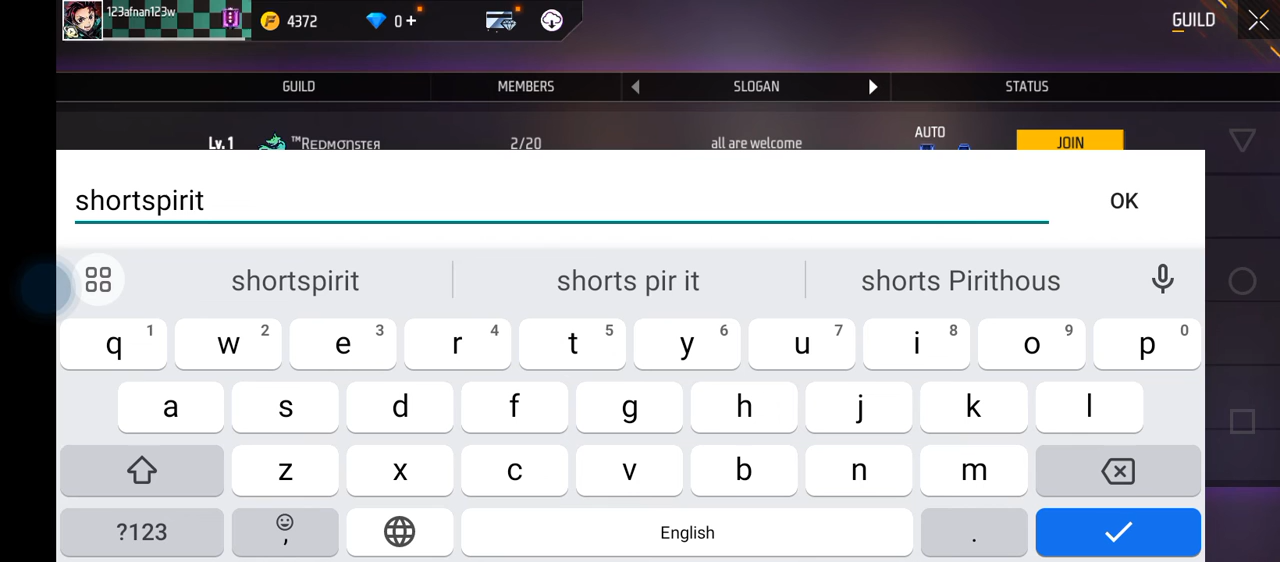 123afnan123w
4372
0 +
GUILD
GUILD MEMBERS SLOGAN STATUS
Lv. 1 ™REDMONSTER 2/20 all are welcome AUTO JOIN
shortspirit OK
shortspirit shorts pir it shorts Pirithous
q 1 w 2 e 3 r 4 t 5 y 6 u 7 i 8 o 9 p 0
a s d f g h j k l
z x c v b n m
?123 , English .